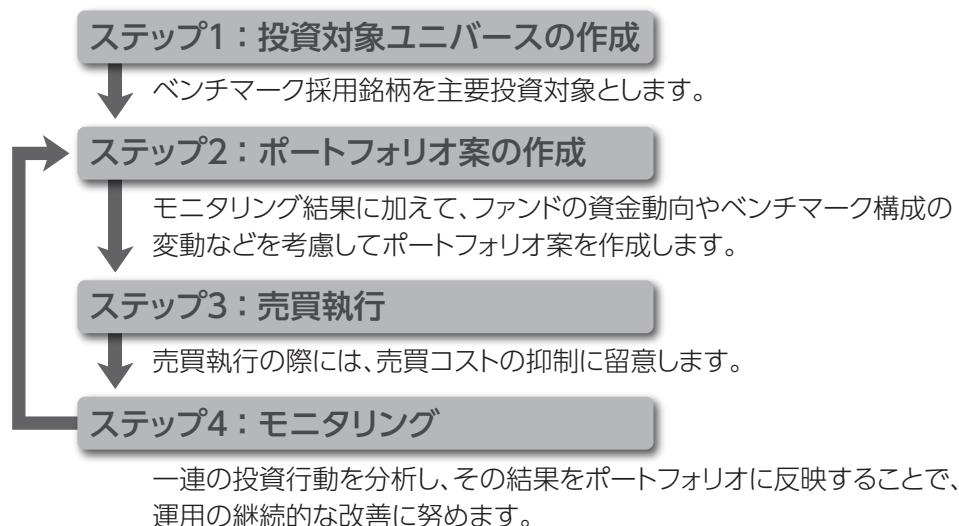 ステップ1：投資対象ユニバースの作成
ベンチマーク採用銘柄を主要投資対象とします。
ステップ2：ポートフォリオ案の作成
モニタリング結果に加えて、ファンドの資金動向やベンチマーク構成の
変動などを考慮してポートフォリオ案を作成します。
ステップ3：売買執行
売買執行の際には、売買コストの抑制に留意します。
ステップ4：モニタリング
一連の投資行動を分析し、その結果をポートフォリオに反映することで、
運用の継続的な改善に努めます。